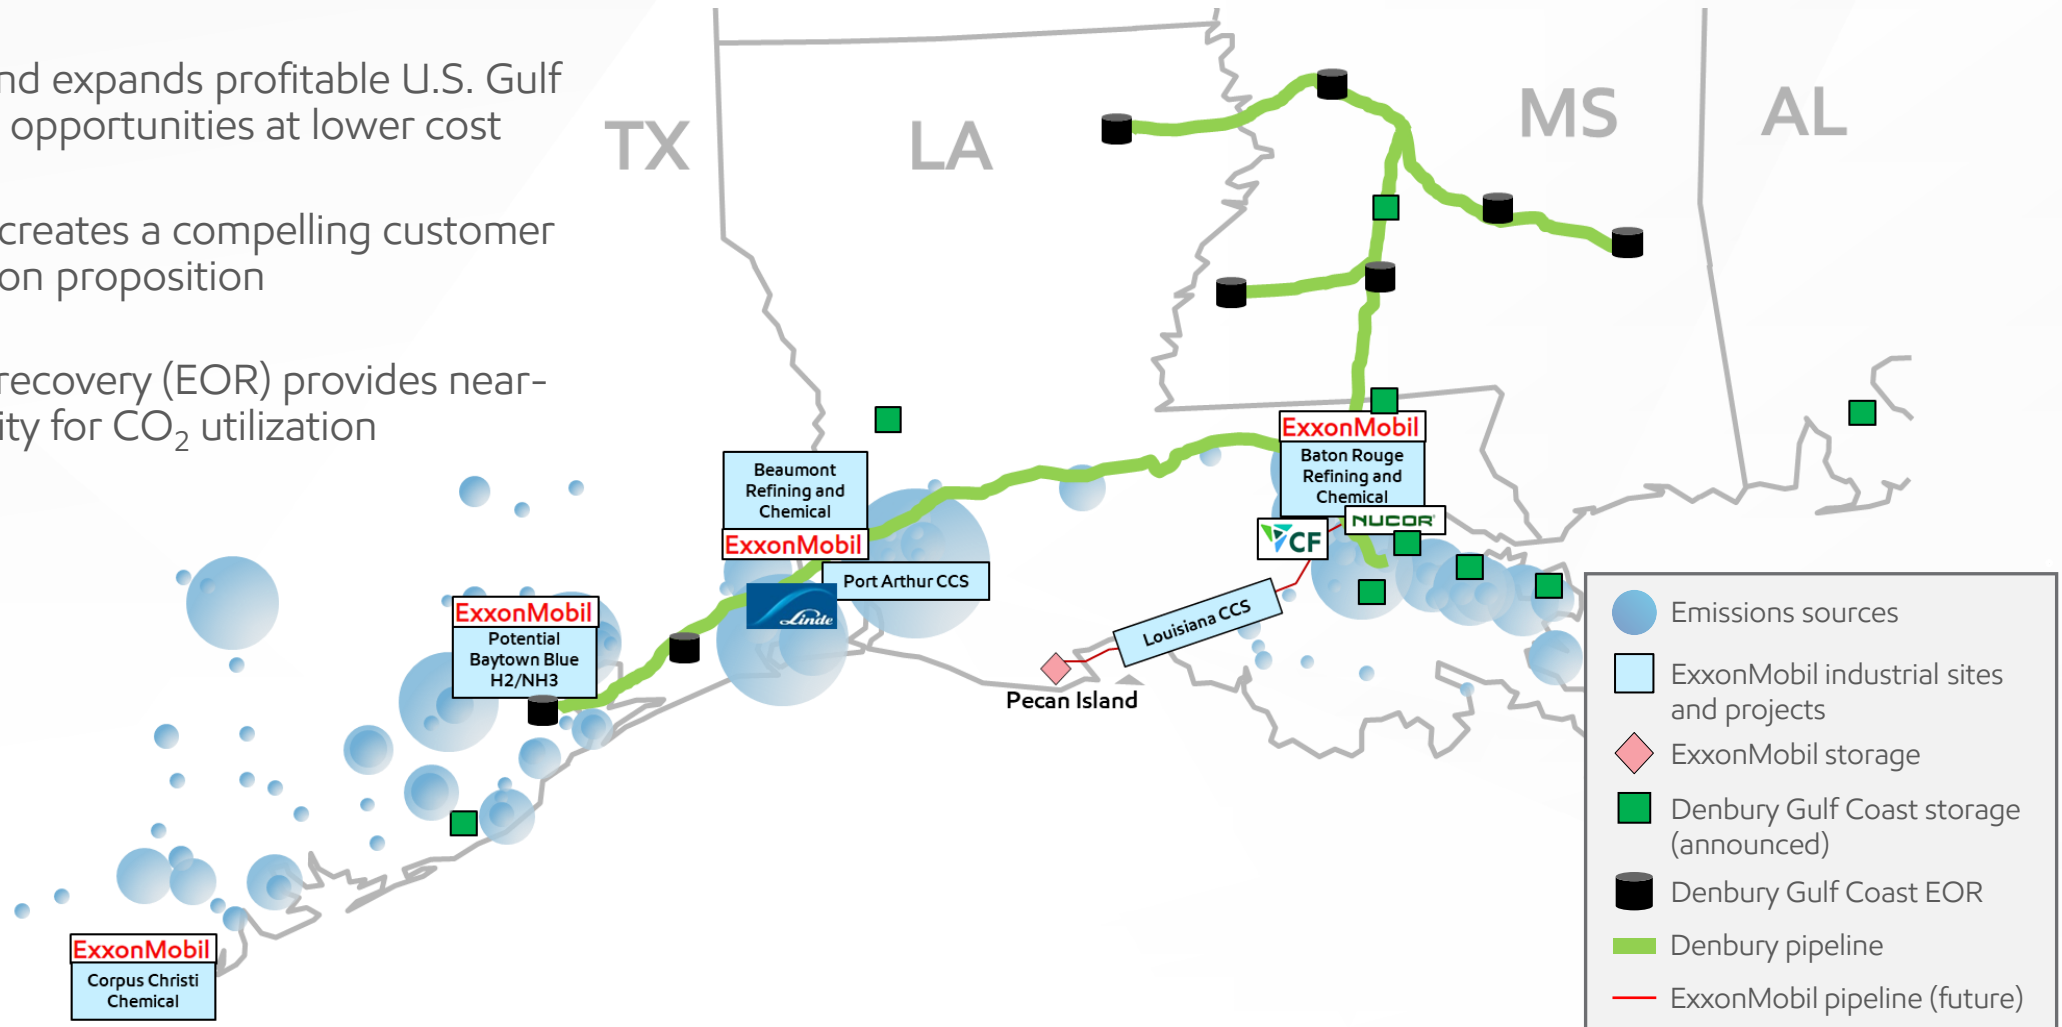 nd expands profitable U.S. Gulf
opportunities at lower cost
creates a compelling customer
on proposition
recovery (EOR) provides near-
ity for CO₂ utilization
TX
LA
MS
AL
ExxonMobil
Baton Rouge
Refining and
Chemical
NUCOR
CF
Beaumont
Refining and
Chemical
ExxonMobil
Port Arthur CCS
Linde
ExxonMobil
Potential
Baytown Blue
H2/NH3
Louisiana CCS
Pecan Island
ExxonMobil
Corpus Christi
Chemical
Emissions sources
ExxonMobil industrial sites
and projects
ExxonMobil storage
Denbury Gulf Coast storage
(announced)
Denbury Gulf Coast EOR
Denbury pipeline
ExxonMobil pipeline (future)